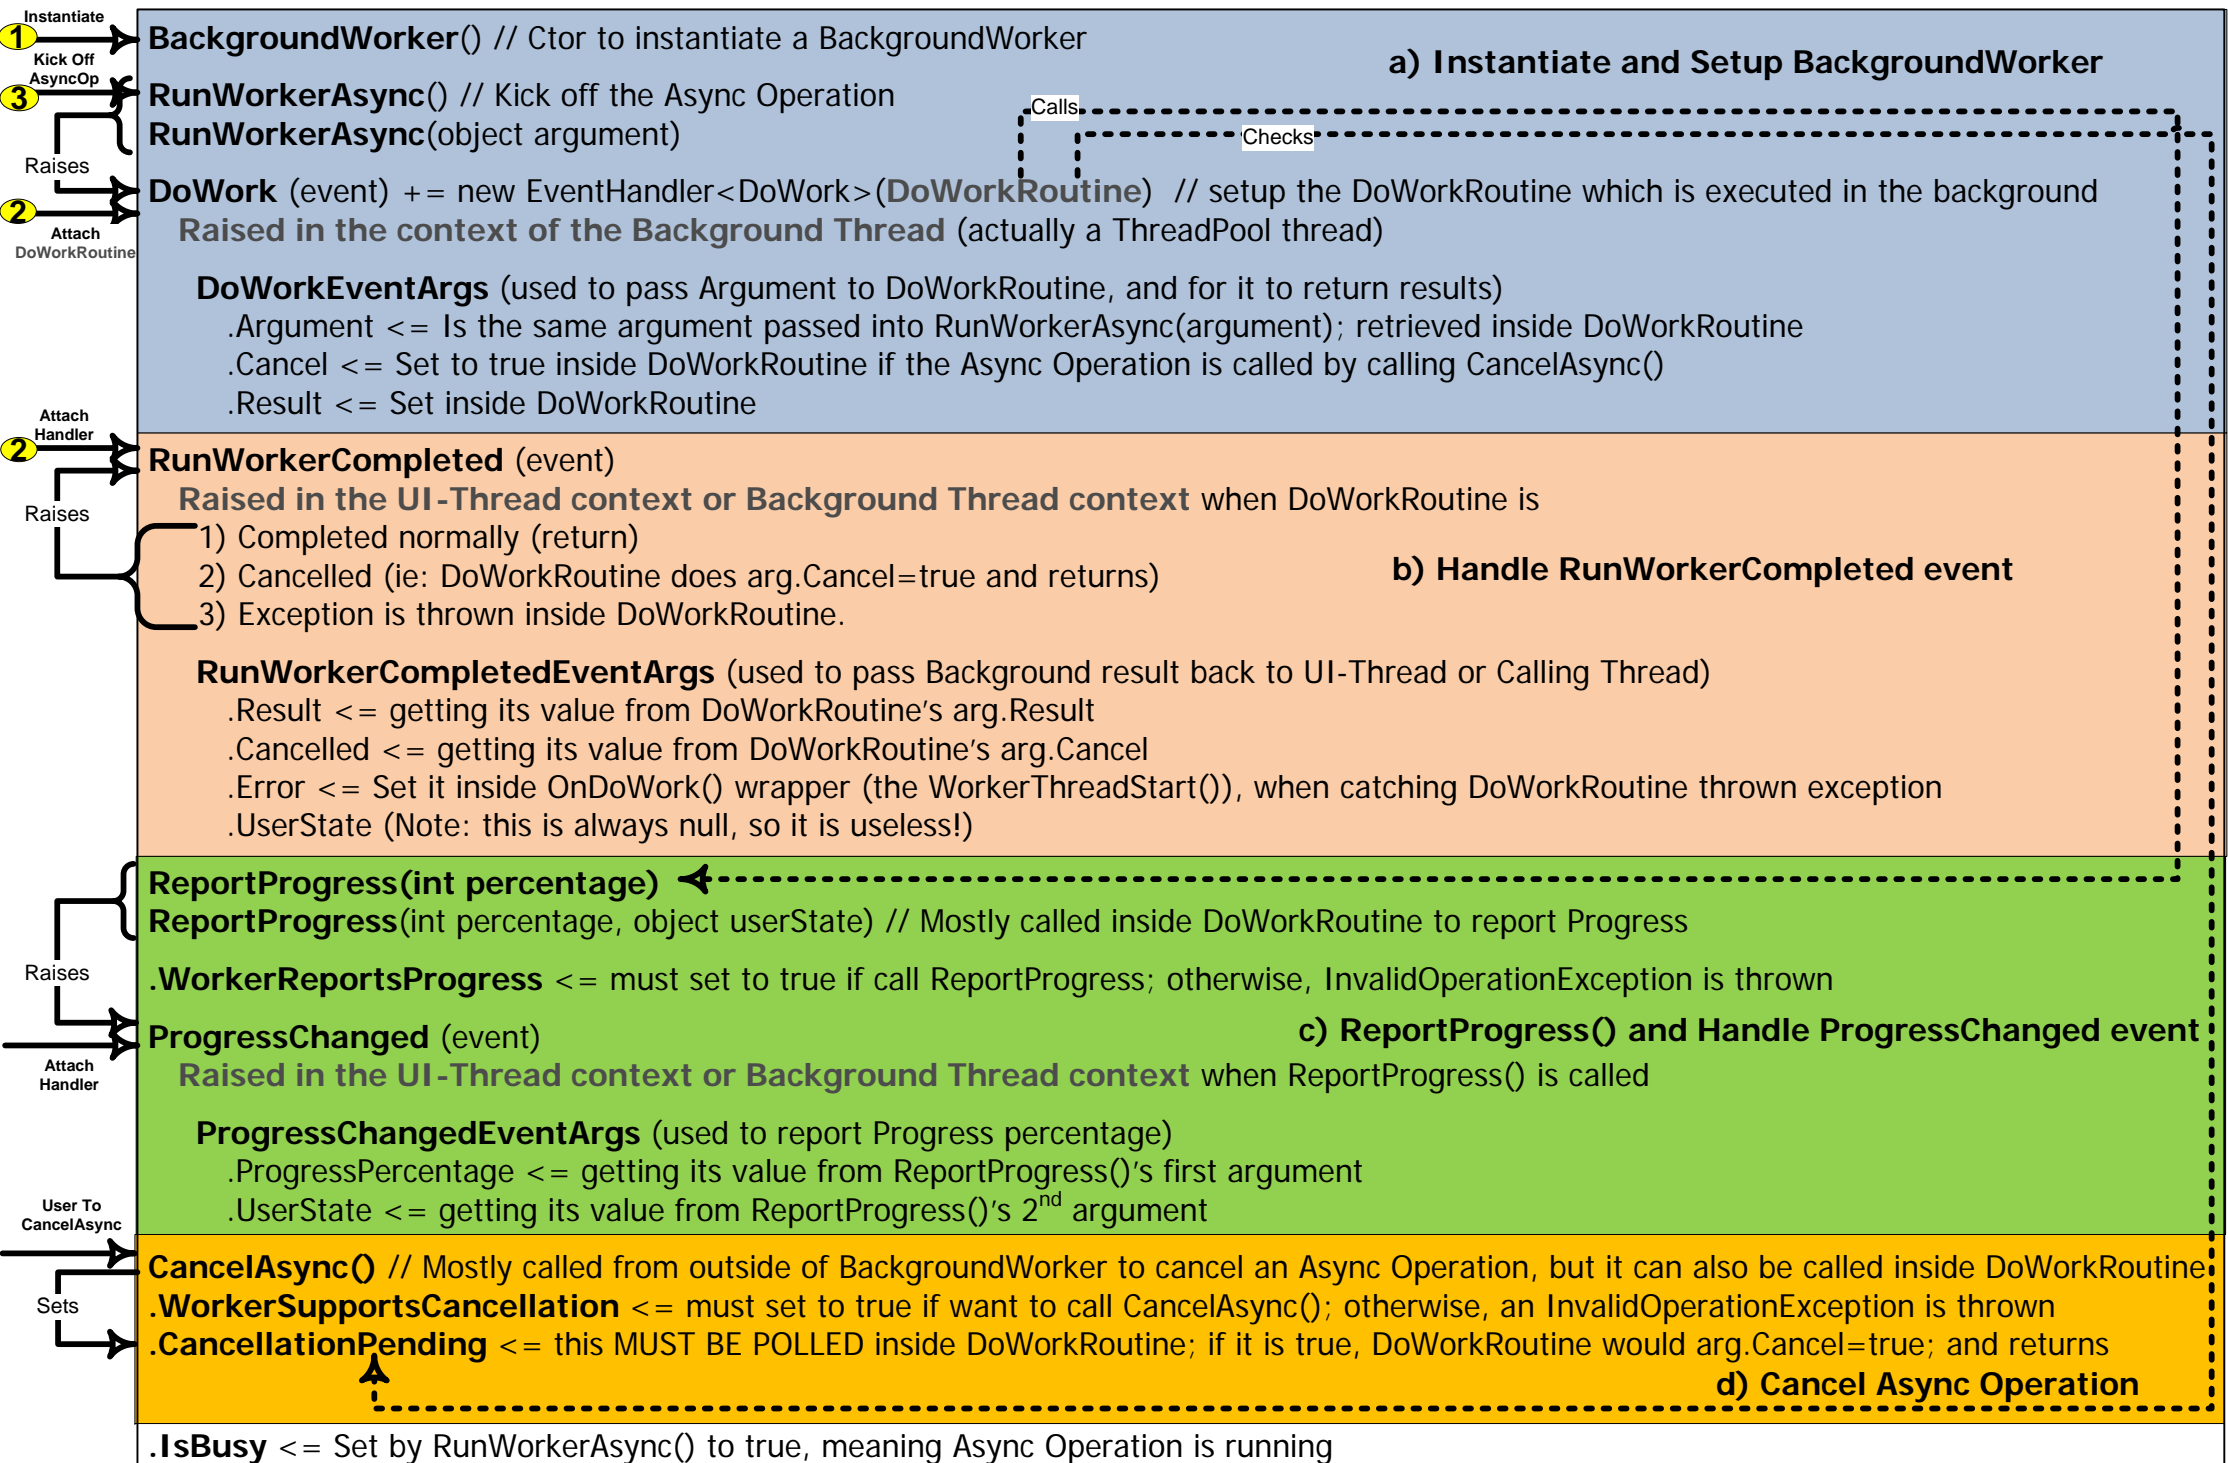 Instantiate
1
BackgroundWorker() // Ctor to instantiate a BackgroundWorker
a) Instantiate and Setup BackgroundWorker
Kick Off
AsyncOp
3
RunWorkerAsync() // Kick off the Async Operation
Calls
RunWorkerAsync(object argument)
Checks
Raises
DoWork (event) += new EventHandler<DoWork>(DoWorkRoutine) // setup the DoWorkRoutine which is executed in the background
2
Attach
DoWorkRoutine
Raised in the context of the Background Thread (actually a ThreadPool thread)
DoWorkEventArgs (used to pass Argument to DoWorkRoutine, and for it to return results)
.Argument <= Is the same argument passed into RunWorkerAsync(argument); retrieved inside DoWorkRoutine
.Cancel <= Set to true inside DoWorkRoutine if the Async Operation is called by calling CancelAsync()
.Result <= Set inside DoWorkRoutine
Attach
Handler
2
RunWorkerCompleted (event)
Raised in the UI-Thread context or Background Thread context when DoWorkRoutine is
Raises
1) Completed normally (return)
2) Cancelled (ie: DoWorkRoutine does arg.Cancel=true and returns)
b) Handle RunWorkerCompleted event
3) Exception is thrown inside DoWorkRoutine.
RunWorkerCompletedEventArgs (used to pass Background result back to UI-Thread or Calling Thread)
.Result <= getting its value from DoWorkRoutine's arg.Result
.Cancelled <= getting its value from DoWorkRoutine's arg.Cancel
.Error <= Set it inside OnDoWork() wrapper (the WorkerThreadStart()), when catching DoWorkRoutine thrown exception
.UserState (Note: this is always null, so it is useless!)
ReportProgress(int percentage)
ReportProgress(int percentage, object userState) // Mostly called inside DoWorkRoutine to report Progress
Raises
.WorkerReportsProgress <= must set to true if call ReportProgress; otherwise, InvalidOperationException is thrown
ProgressChanged (event)
c) ReportProgress() and Handle ProgressChanged event
Attach
Handler
Raised in the UI-Thread context or Background Thread context when ReportProgress() is called
ProgressChangedEventArgs (used to report Progress percentage)
.ProgressPercentage <= getting its value from ReportProgress()'s first argument
.UserState <= getting its value from ReportProgress()'s 2nd argument
User To
CancelAsync
CancelAsync() // Mostly called from outside of BackgroundWorker to cancel an Async Operation, but it can also be called inside DoWorkRoutine
Sets
.WorkerSupportsCancellation <= must set to true if want to call CancelAsync(); otherwise, an InvalidOperationException is thrown
.CancellationPending <= this MUST BE POLLED inside DoWorkRoutine; if it is true, DoWorkRoutine would arg.Cancel=true; and returns
d) Cancel Async Operation
.IsBusy <= Set by RunWorkerAsync() to true, meaning Async Operation is running